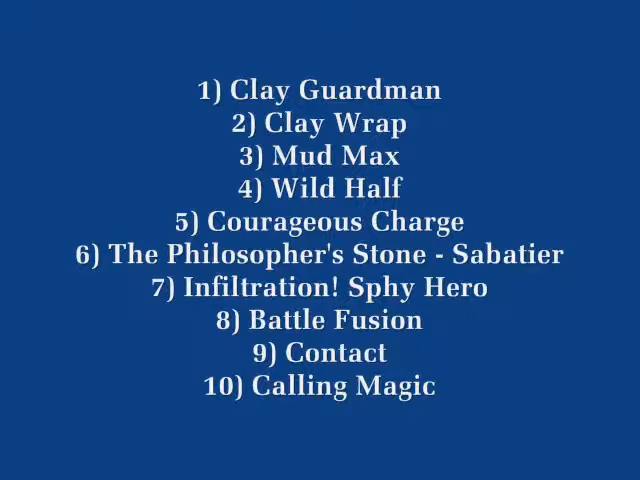 1) Clay Guardman
2) Clay Wrap
3) Mud Max
4) Wild Half
5) Courageous Charge
6) The Philosopher's Stone - Sabatier
7) Infiltration! Sphy Hero
8) Battle Fusion
9) Contact
10) Calling Magic